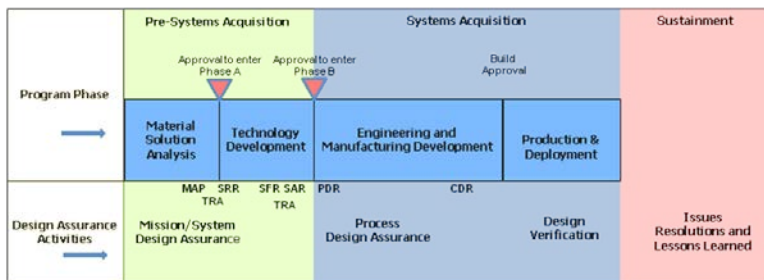 Pre-Systems Acquisition
Systems Acquisition
Sustainment
Approval to enter
Phase A
Approval to enter
Phase B
Build
Approval
Program Phase
Material
Solution
Analysis
Technology
Development
Engineering and
Manufacturing Development
Production &
Deployment
MAP SRR SFR SAR PDR CDR
TRA TRA
Design Assurance
Activities
Mission/System
Design Assurance
Process
Design Assurance
Design
Verification
Issues
Resolutions and
Lessons Learned